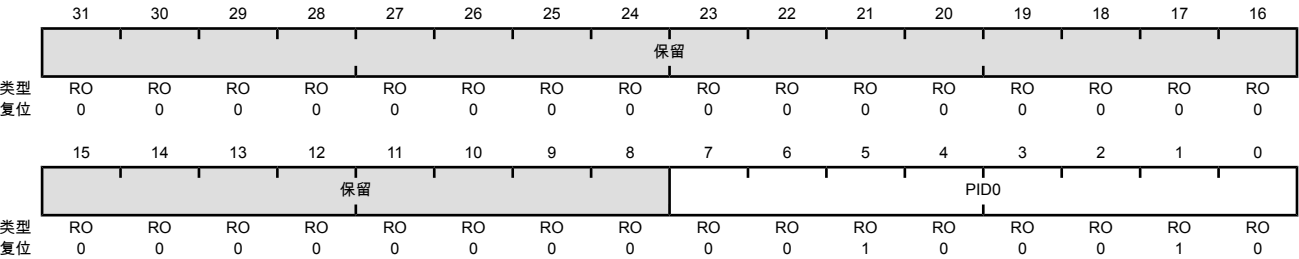 31 30 29 28 27 26 25 24 23 22 21 20 19 18 17 16
保留
类型 RO RO RO RO RO RO RO RO RO RO RO RO RO RO RO RO
复位 0 0 0 0 0 0 0 0 0 0 0 0 0 0 0 0
15 14 13 12 11 10 9 8 7 6 5 4 3 2 1 0
保留 PID0
类型 RO RO RO RO RO RO RO RO RO RO RO RO RO RO RO RO
复位 0 0 0 0 0 0 0 0 0 0 1 0 0 0 1 0